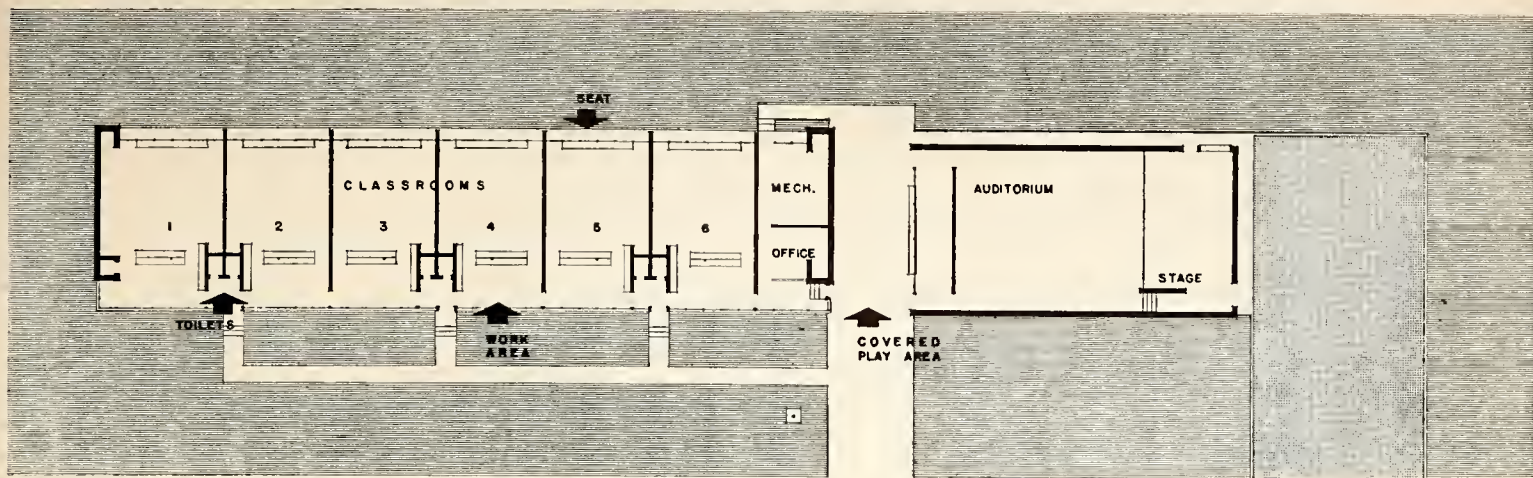 SEAT
CLASSROOMS
MECH.
AUDITORIUM
1 2 3 4 5 6
OFFICE
STAGE
TOILETS
WORK
AREA
COVERED
PLAY AREA